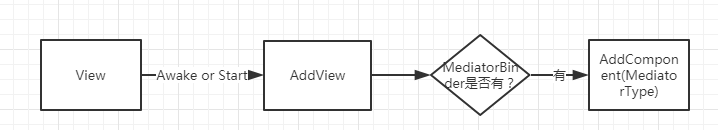 View
Awake or Start
AddView
MediatorBin
der是否有？
有
AddCompon
ent(Mediato
rType)